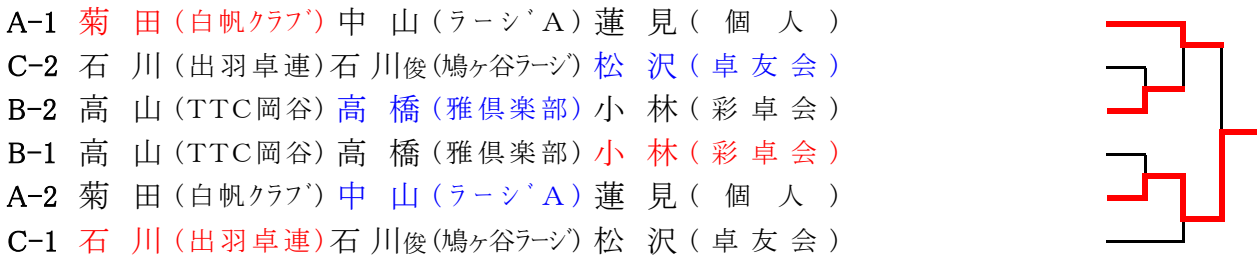 A-1 菊 田(白帆クラブ)中 山(ラージA)蓮 見( 個 人 )
C-2 石 川(出羽卓連)石 川俊(鳩ヶ谷ラージ)松 沢(卓友会)
B-2 高 山(TTC岡谷)高 橋(雅倶楽部)小 林(彩卓会)
B-1 高 山(TTC岡谷)高 橋(雅倶楽部)小 林(彩卓会)
A-2 菊 田(白帆クラブ)中 山(ラージA)蓮 見( 個 人 )
C-1 石 川(出羽卓連)石 川俊(鳩ヶ谷ラージ)松 沢(卓友会)